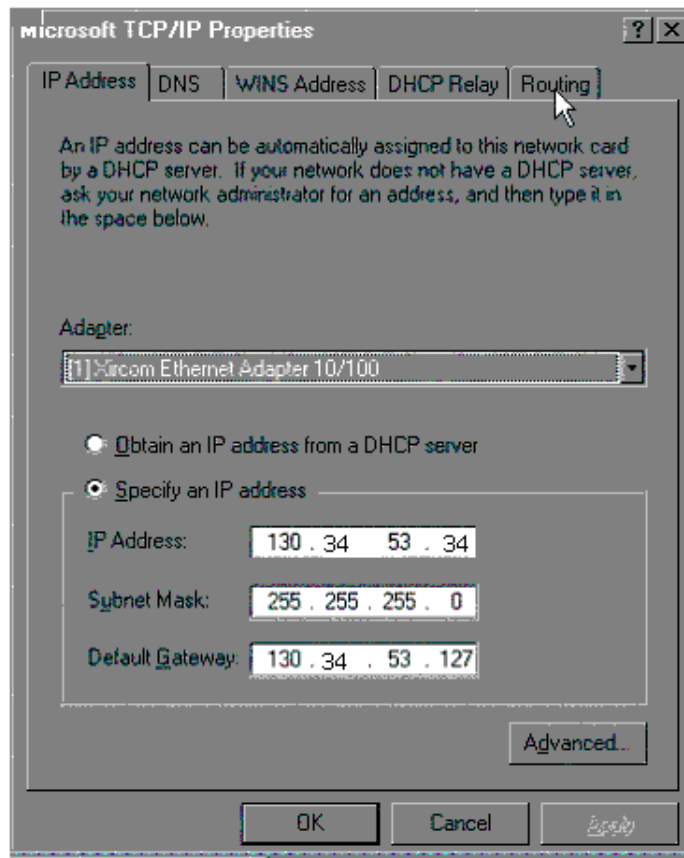 Microsoft TCP/IP Properties
IP Address DNS WINS Address DHCP Relay Routing
An IP address can be automatically assigned to this network card
by a DHCP server. If your network does not have a DHCP server,
ask your network administrator for an address, and then type it in
the space below.
Adapter:
[1] Xircom Ethernet Adapter 10/100
Obtain an IP address from a DHCP server
Specify an IP address
IP Address: 130 . 34 53 . 34
Subnet Mask: 255 . 255 . 255 . 0
Default Gateway: 130 . 34 . 53 . 127
Advanced...
OK Cancel Apply